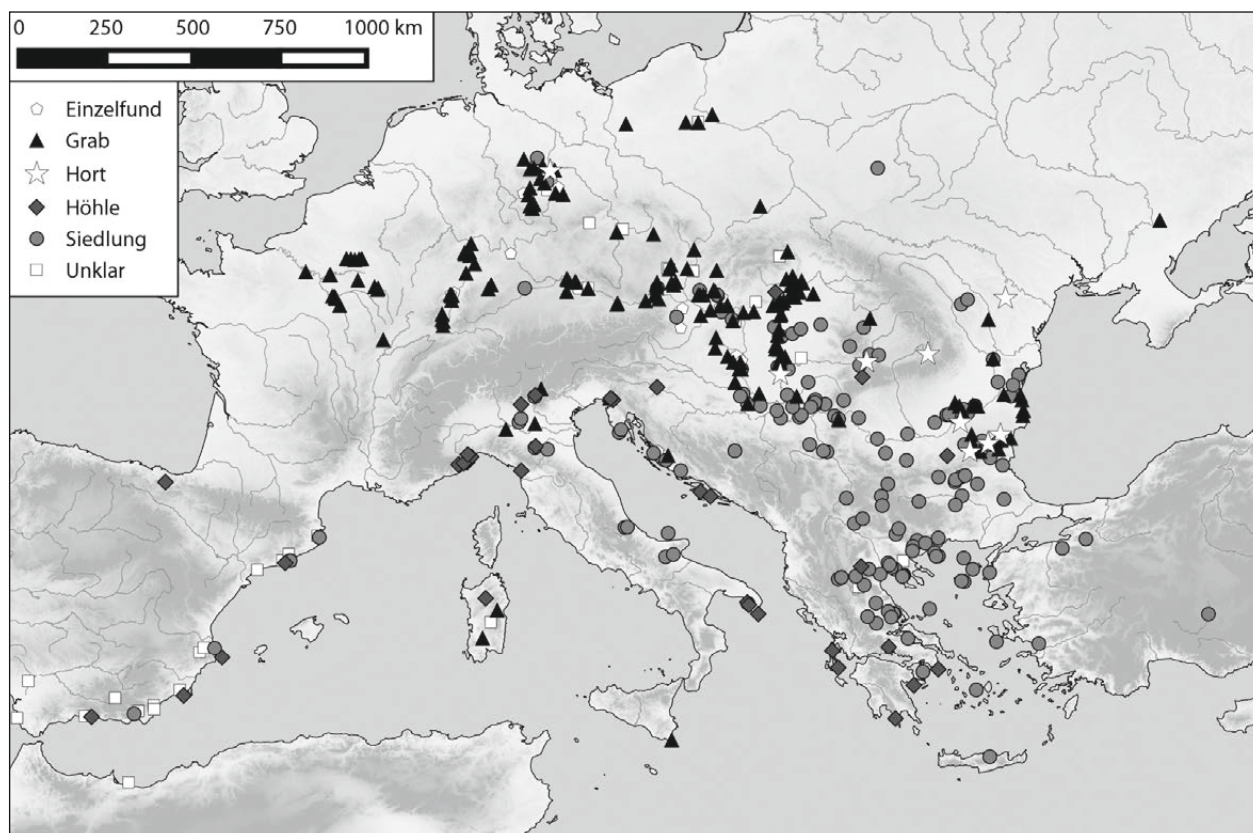 0 250 500 750 1000 km
Einzelfund
Grab
Hort
Höhle
Siedlung
Unklar